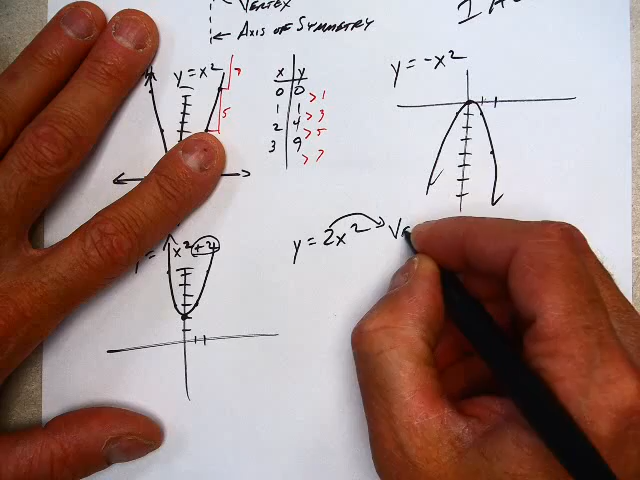 VERTEX
AXIS OF SYMMETRY
y = x²
7
5
x y
0 0
1 1
2 4
3 9
>1
>3
>5
>7
y = -x²
y = x² +4
y = 2x²